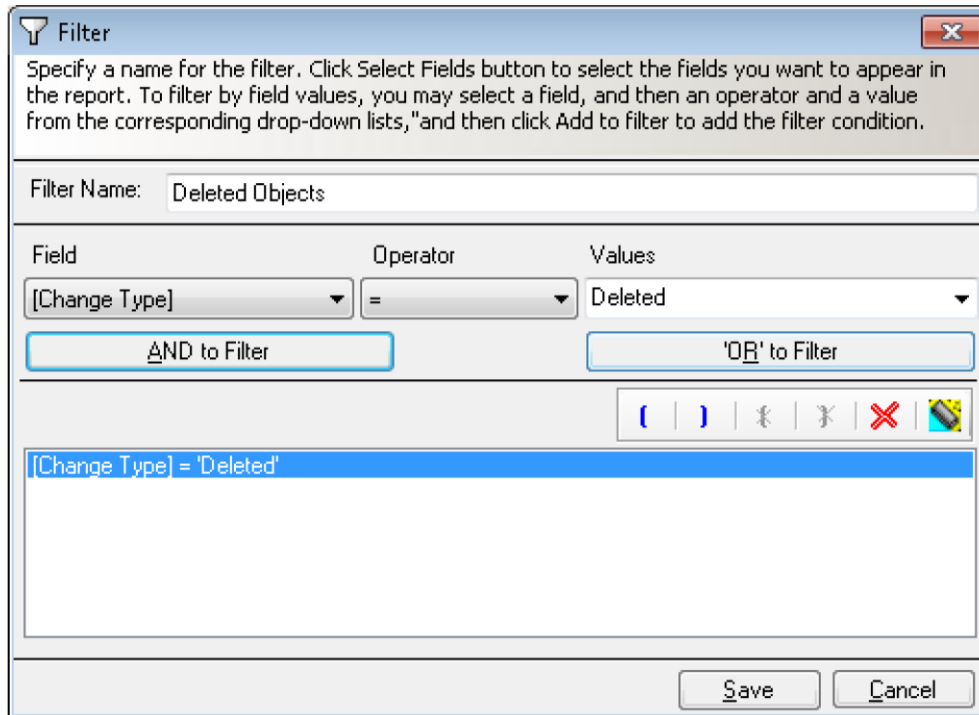 Filter
Specify a name for the filter. Click Select Fields button to select the fields you want to appear in
the report. To filter by field values, you may select a field, and then an operator and a value
from the corresponding drop-down lists,"and then click Add to filter to add the filter condition.
Filter Name: Deleted Objects
Field Operator Values
[Change Type] = Deleted
AND to Filter 'OR' to Filter
( ) { }
[Change Type] = 'Deleted'
Save Cancel